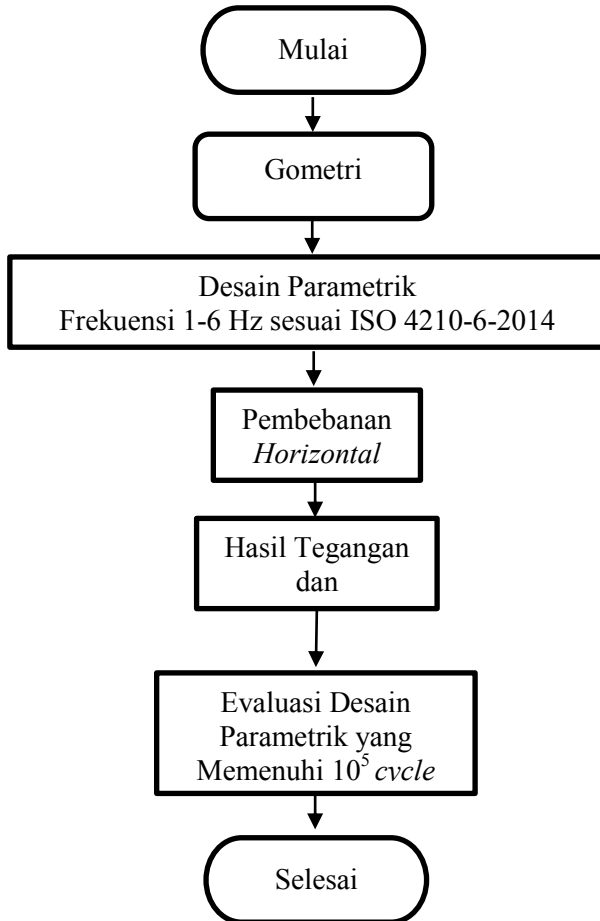 Mulai
Gometri
Desain Parametrik
Frekuensi 1-6 Hz sesuai ISO 4210-6-2014
Pembebanan
Horizontal
Hasil Tegangan
dan
Evaluasi Desain
Parametrik yang
Memenuhi 10⁵ cycle
Selesai